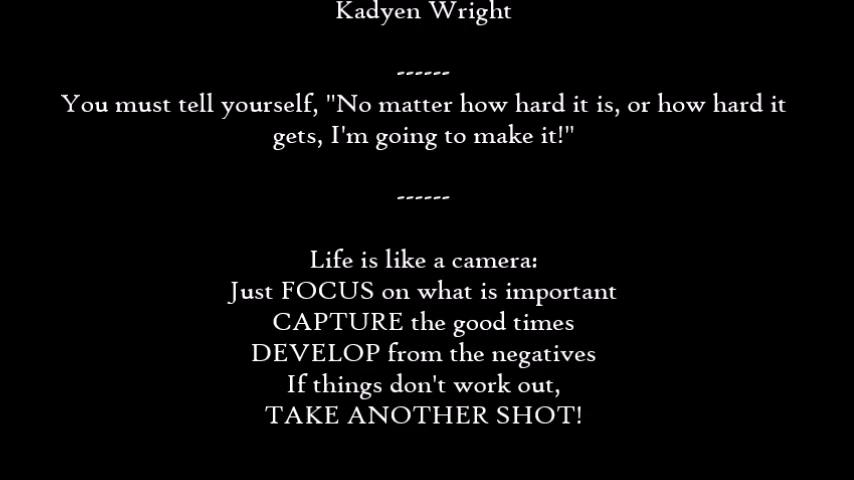 Kadyen Wright
------
You must tell yourself, "No matter how hard it is, or how hard it
gets, I'm going to make it!"
------
Life is like a camera:
Just FOCUS on what is important
CAPTURE the good times
DEVELOP from the negatives
If things don't work out,
TAKE ANOTHER SHOT!